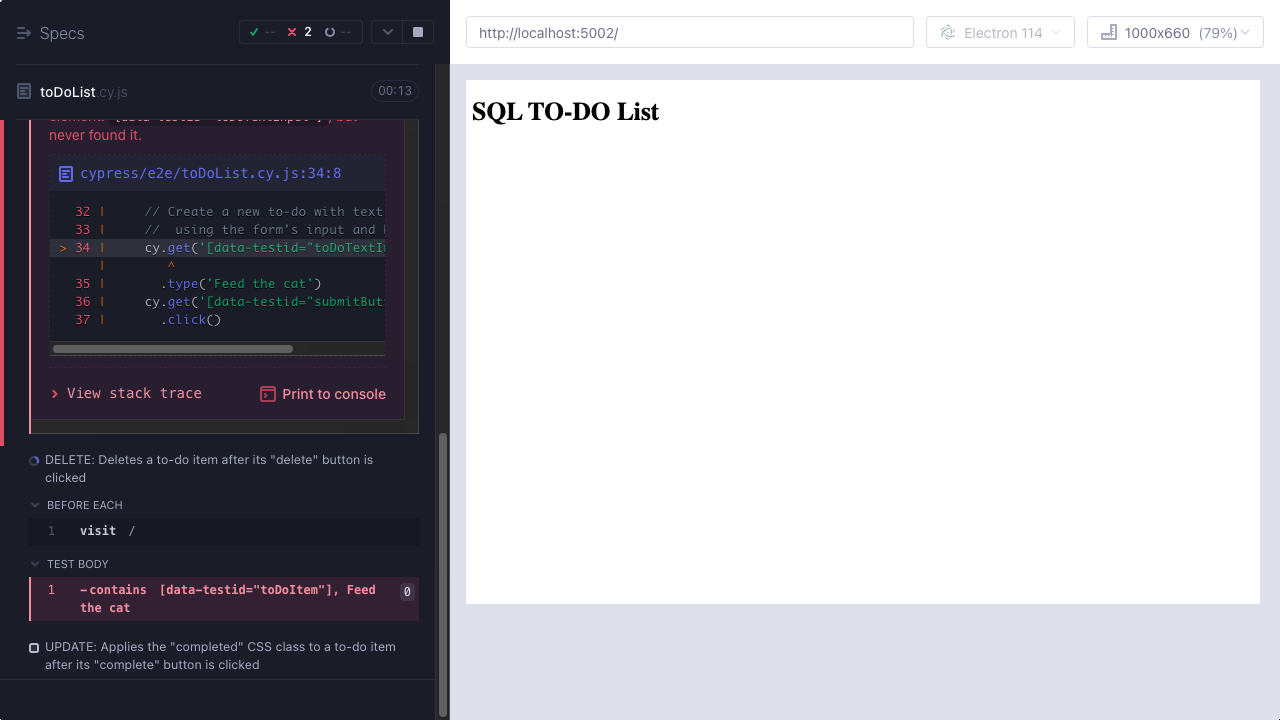 Specs
-- 2 --
toDoList.cy.js
00:13
never found it.
cypress/e2e/toDoList.cy.js:34:8
32 | // Create a new to-do with text
33 | //  using the form's input and
> 34 | cy.get('[data-testid="toDoTextI
| ^
35 | .type('Feed the cat')
36 | cy.get('[data-testid="submitBut
37 | .click()
View stack trace
Print to console
DELETE: Deletes a to-do item after its "delete" button is
clicked
BEFORE EACH
1 visit /
TEST BODY
1 -contains [data-testid="toDoItem"], Feed
the cat
0
UPDATE: Applies the "completed" CSS class to a to-do item
after its "complete" button is clicked
http://localhost:5002/
Electron 114
1000x660 (79%)
SQL TO-DO List